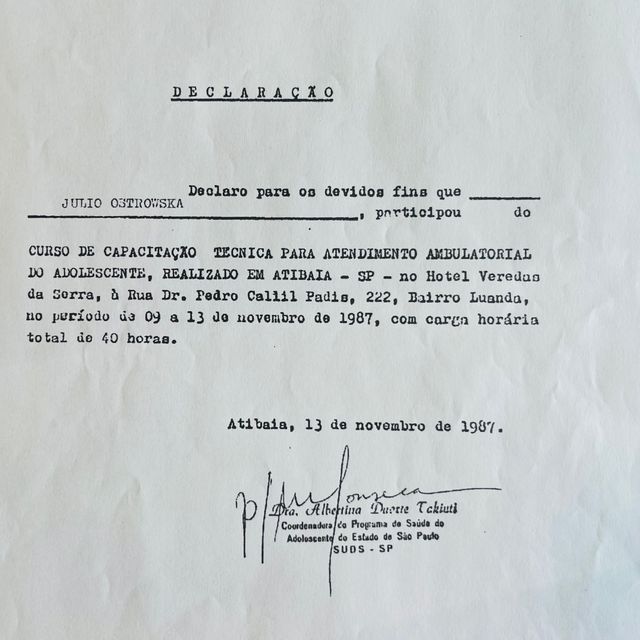 DECLARAÇÃO
Declaro para os devidos fins que
JULIO OSTROWSKA
, participou do
CURSO DE CAPACITAÇÃO TECNICA PARA ATENDIMENTO AMBULATORIAL
DO ADOLESCENTE, REALIZADO EM ATIBAIA - SP - no Hotel Veredas
da Serra, à Rua Dr. Pedro Callil Padis, 222, Bairro Luanda,
no período de 09 a 13 de novembro de 1987, com carga horária
total de 40 horas.
Atibaia, 13 de novembro de 1987.
p/ Fonseca
Dra. Albertina Duarte Takiuti
Coordenadora do Programa de Saúde do
Adolescente do Estado de São Paulo
SUDS - SP